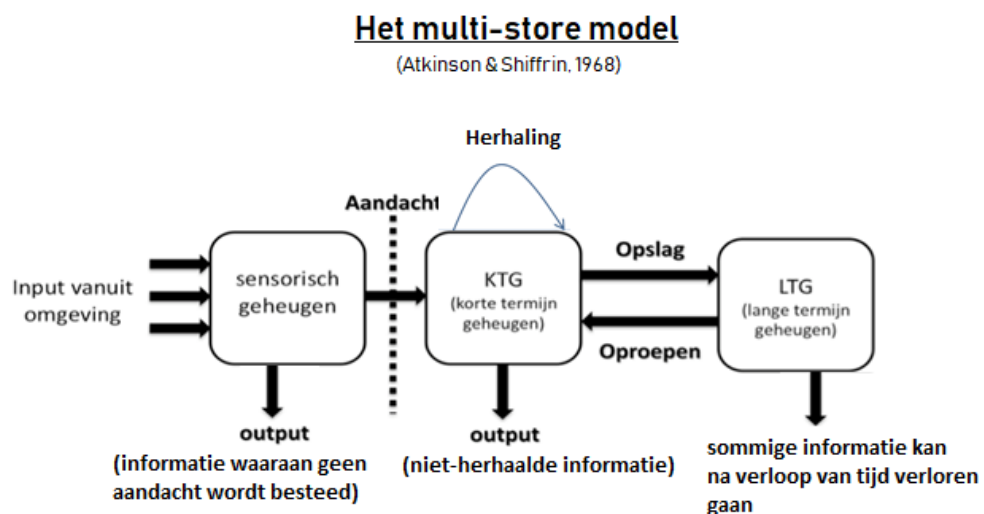 Het multi-store model
(Atkinson & Shiffrin, 1968)
Herhaling
Aandacht
Input vanuit
omgeving
sensorisch
geheugen
KTG
(korte termijn
geheugen)
Opslag
Oproepen
LTG
(lange termijn
geheugen)
output
(informatie waaraan geen
aandacht wordt besteed)
output
(niet-herhaalde informatie)
sommige informatie kan
na verloop van tijd verloren
gaan